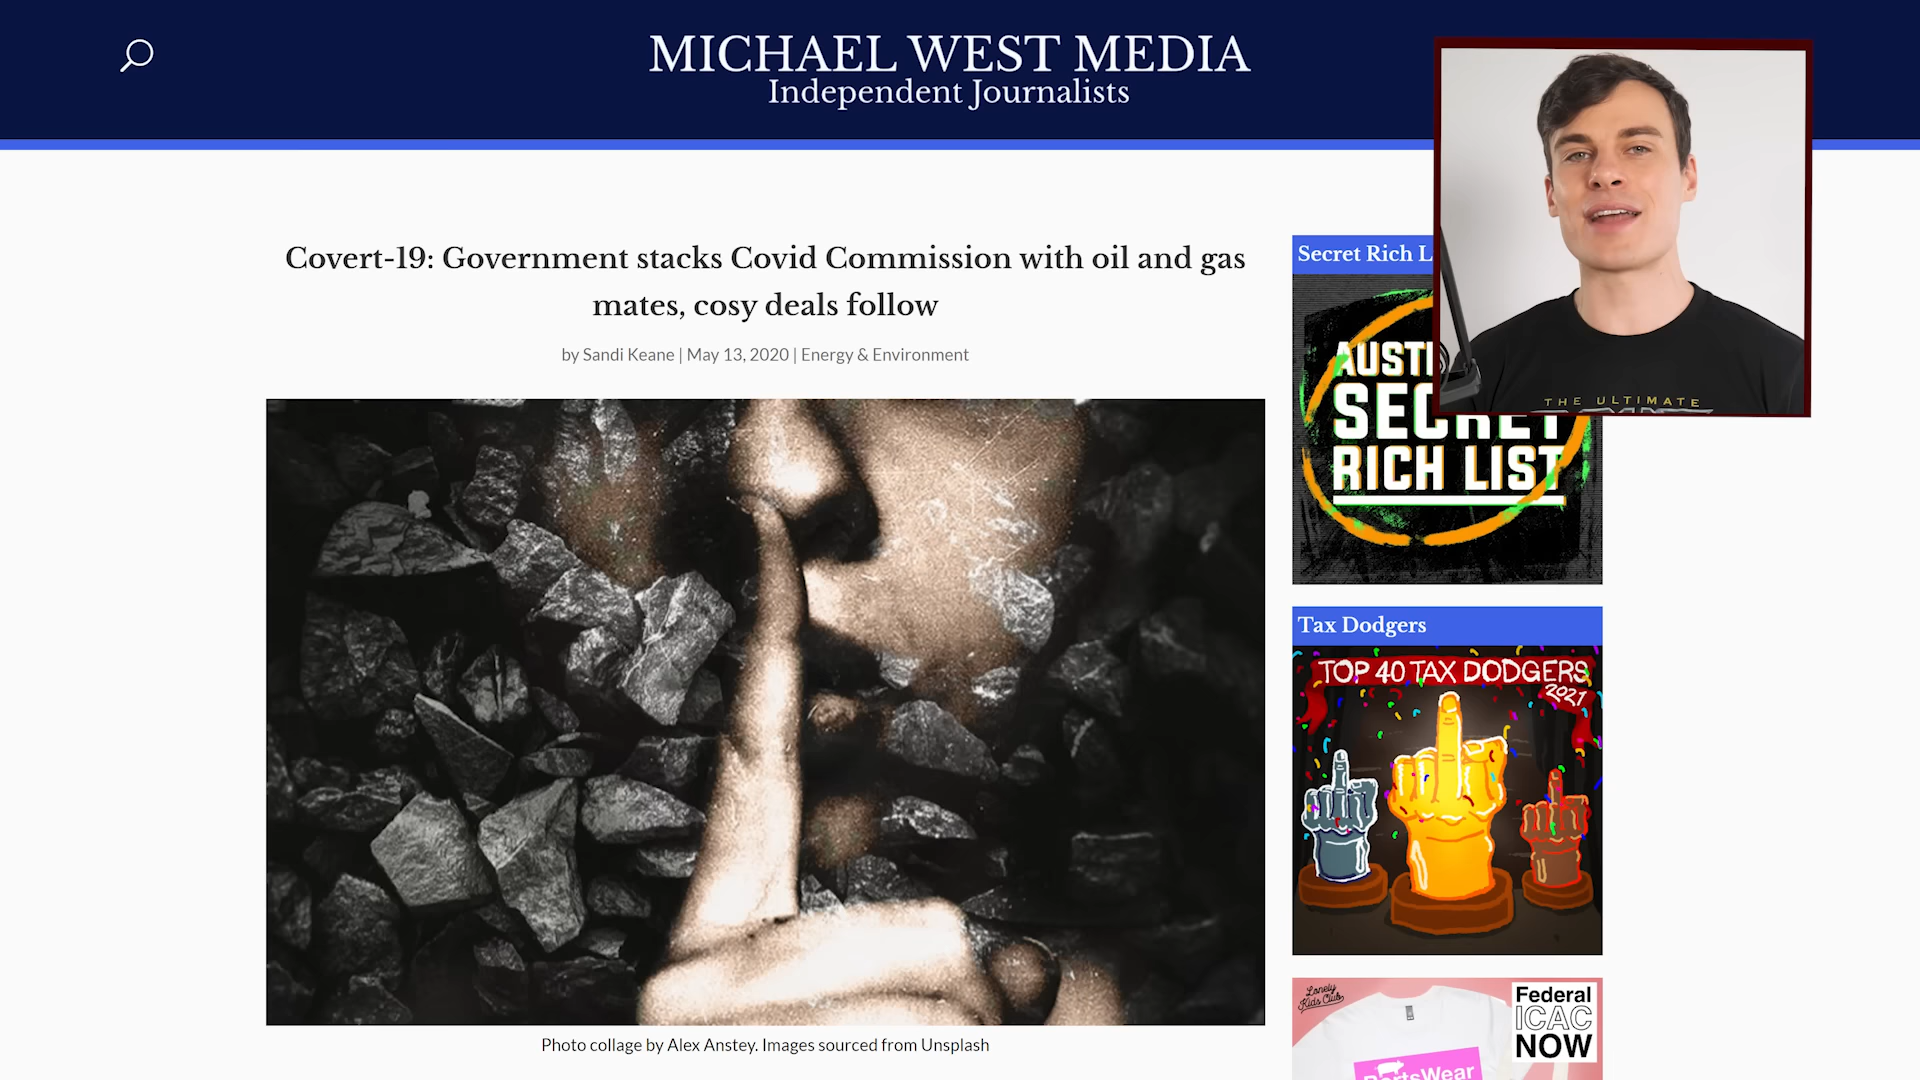 MICHAEL WEST MEDIA
Independent Journalists
Covert-19: Government stacks Covid Commission with oil and gas
mates, cosy deals follow
by Sandi Keane | May 13, 2020 | Energy & Environment
Photo collage by Alex Anstey. Images sourced from Unsplash
Secret Rich L
AUSTR
SECRET
RICH LIST
THE ULTIMATE
Tax Dodgers
TOP 40 TAX DODGERS
2021
Lonely
Kids Club
Federal
ICAC
NOW